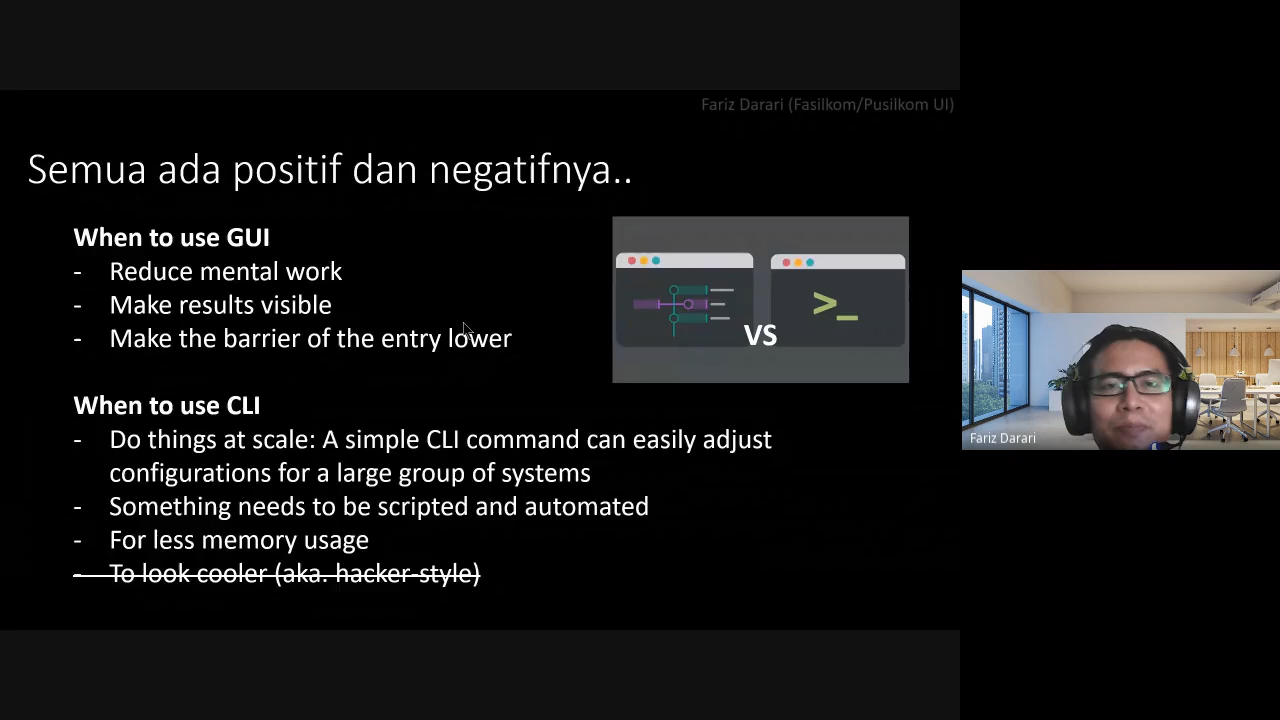 Fariz Darari (Fasilkom/Pusilkom UI)
Semua ada positif dan negatifnya..
When to use GUI
- Reduce mental work
- Make results visible
- Make the barrier of the entry lower
>_
VS
When to use CLI
- Do things at scale: A simple CLI command can easily adjust
configurations for a large group of systems
- Something needs to be scripted and automated
- For less memory usage
- To look cooler (aka. hacker-style)
Fariz Darari